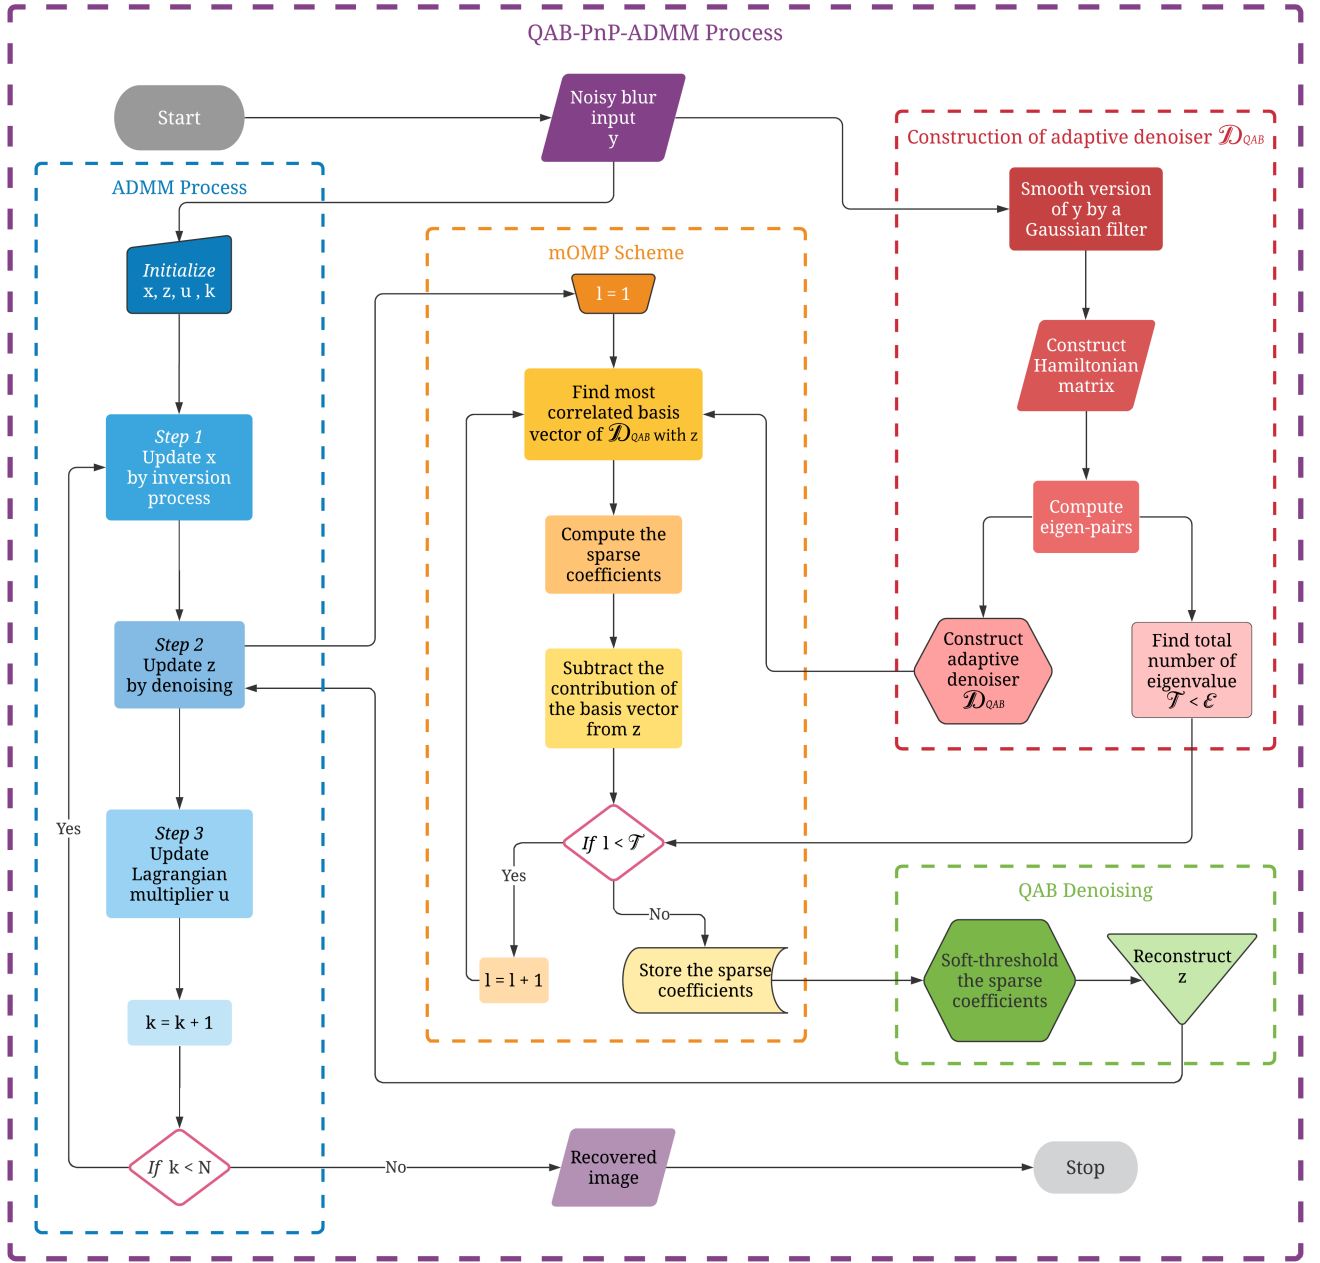 QAB-PnP-ADMM Process
Start
Noisy blur
input
y
ADMM Process
Initialize
x, z, u , k
Step 1
Update x
by inversion
process
Step 2
Update z
by denoising
Step 3
Update
Lagrangian
multiplier u
k = k + 1
If k < N
Yes
No
mOMP Scheme
l = 1
Find most
correlated basis
vector of 𝒟QAB with z
Compute the
sparse
coefficients
Subtract the
contribution of
the basis vector
from z
If l < 𝒯
Yes
No
l = l + 1
Store the sparse
coefficients
Construction of adaptive denoiser 𝒟QAB
Smooth version
of y by a
Gaussian filter
Construct
Hamiltonian
matrix
Compute
eigen-pairs
Construct
adaptive
denoiser
𝒟QAB
Find total
number of
eigenvalue
𝒯 < ℰ
QAB Denoising
Soft-threshold
the sparse
coefficients
Reconstruct
z
Recovered
image
Stop